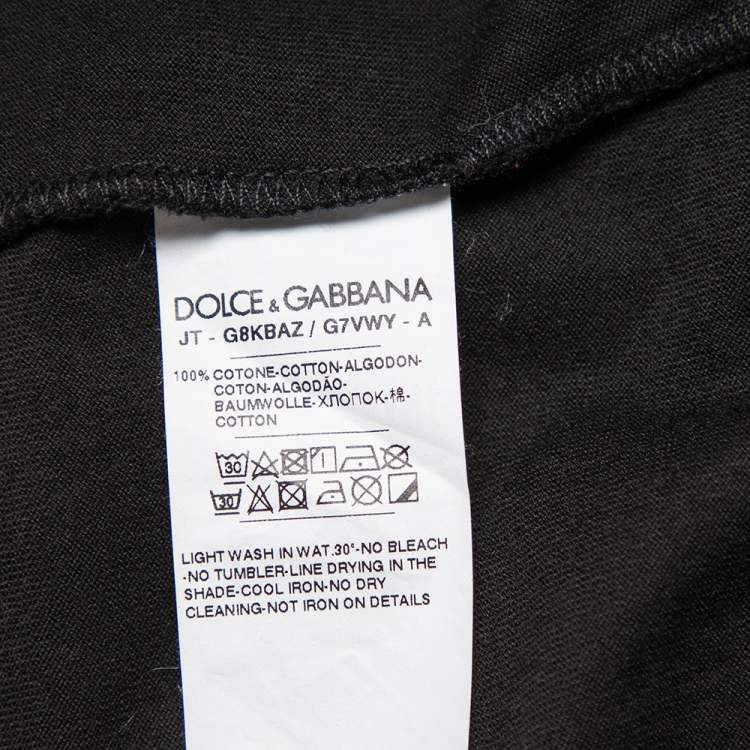 DOLCE & GABBANA
JT - G8KBAZ / G7VWY - A
100% COTONE-COTTON-ALGODON-
COTON-ALGODÃO-
BAUMWOLLE-ХЛОПОК-棉-
COTTON
30
30
LIGHT WASH IN WAT.30°-NO BLEACH
-NO TUMBLER-LINE DRYING IN THE
SHADE-COOL IRON-NO DRY
CLEANING-NOT IRON ON DETAILS